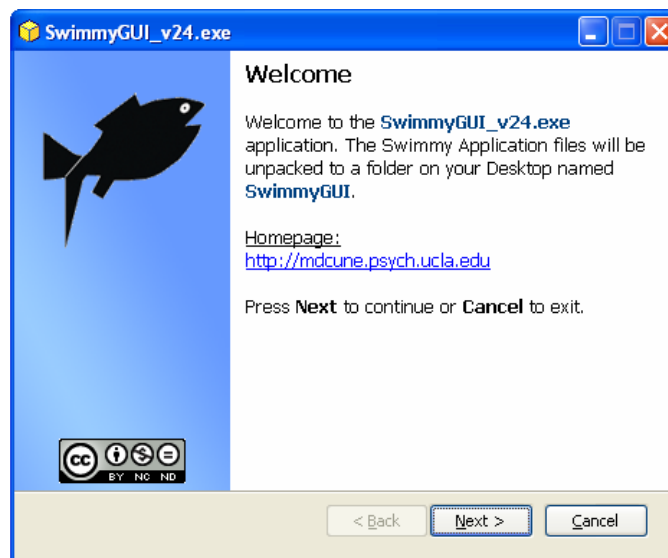 SwimmyGUI_v24.exe
Welcome
Welcome to the SwimmyGUI_v24.exe
application. The Swimmy Application files will be
unpacked to a folder on your Desktop named
SwimmyGUI.
Homepage:
http://mdcune.psych.ucla.edu
Press Next to continue or Cancel to exit.
cc
BY NC ND
< Back Next > Cancel